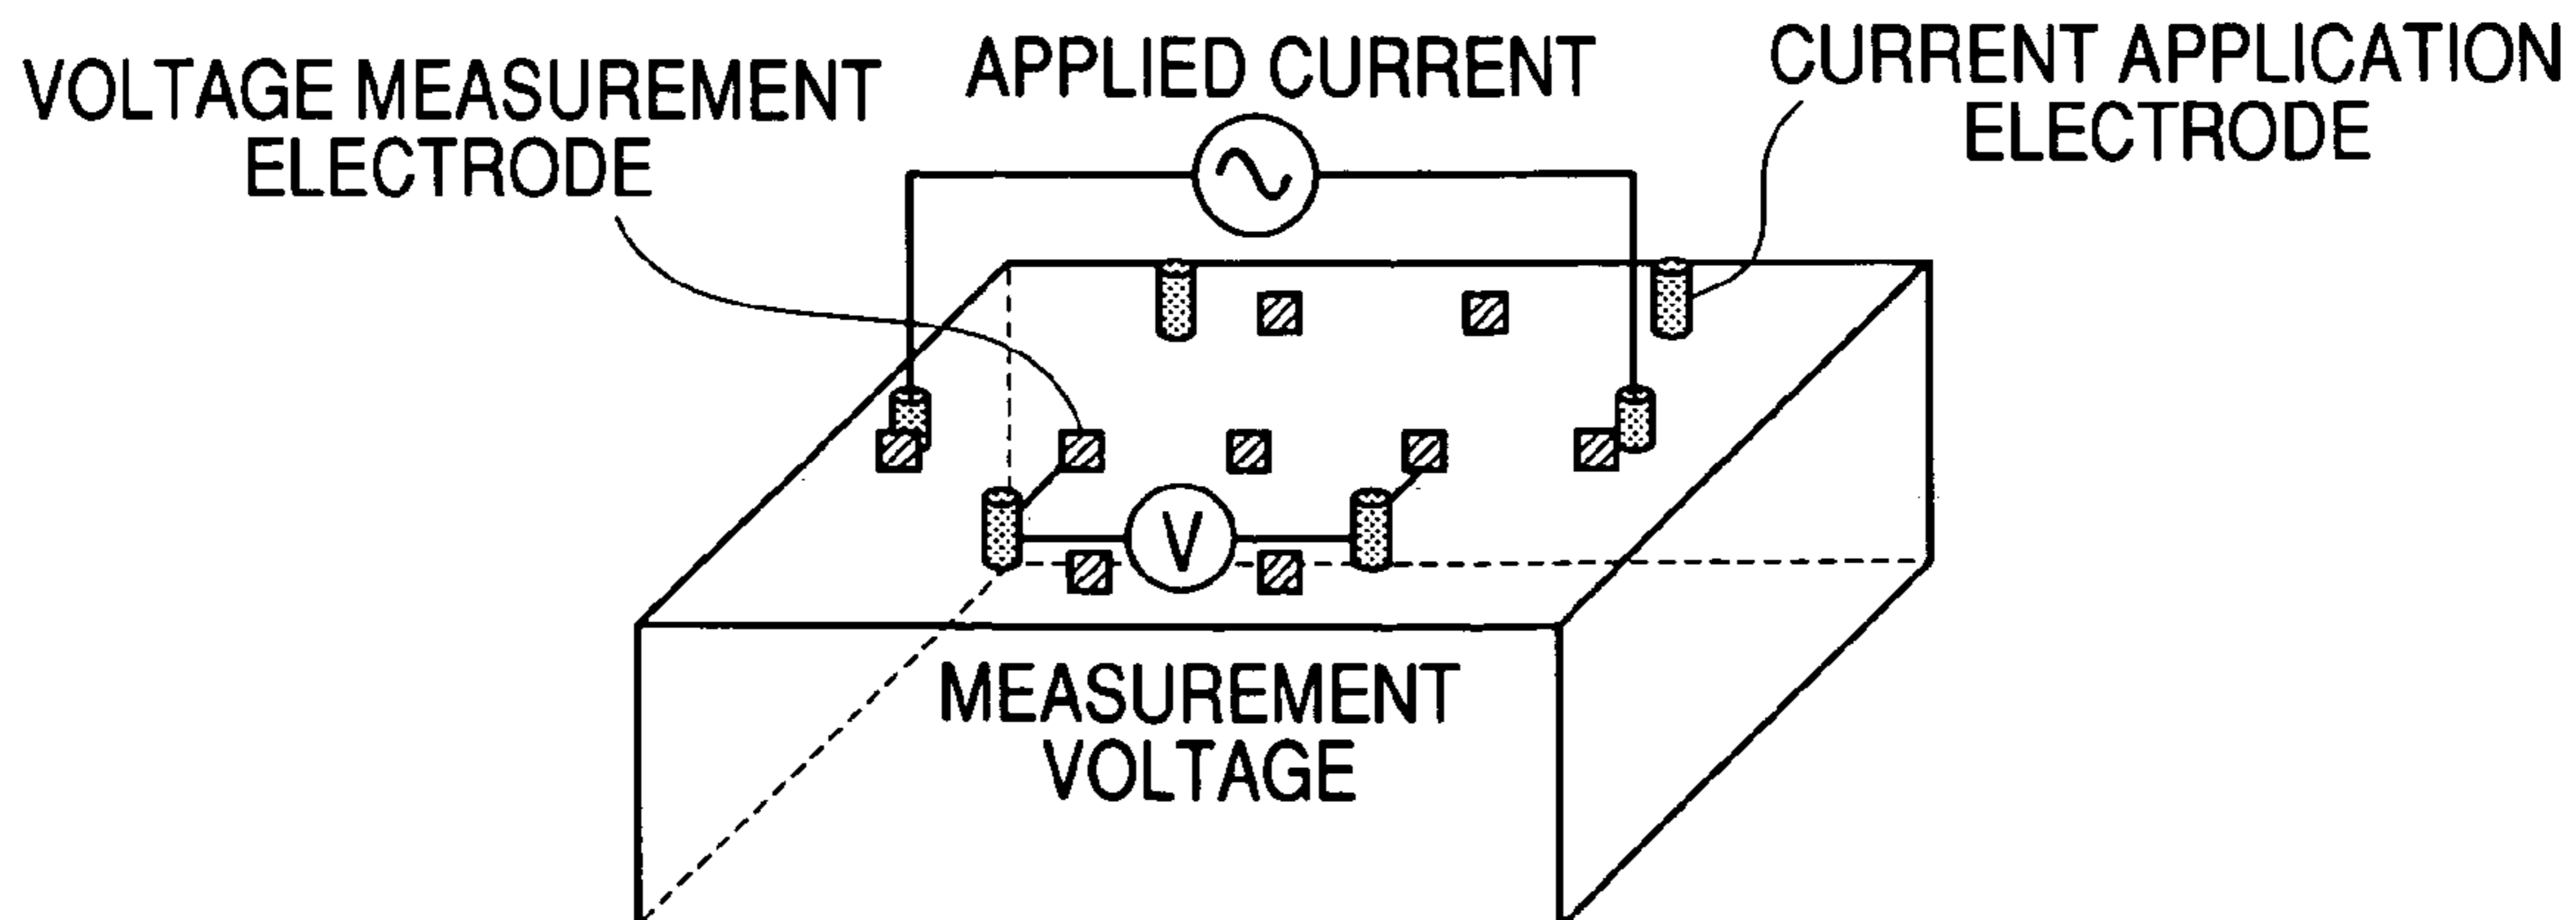 VOLTAGE MEASUREMENT
ELECTRODE
APPLIED CURRENT
CURRENT APPLICATION
ELECTRODE
V
MEASUREMENT
VOLTAGE